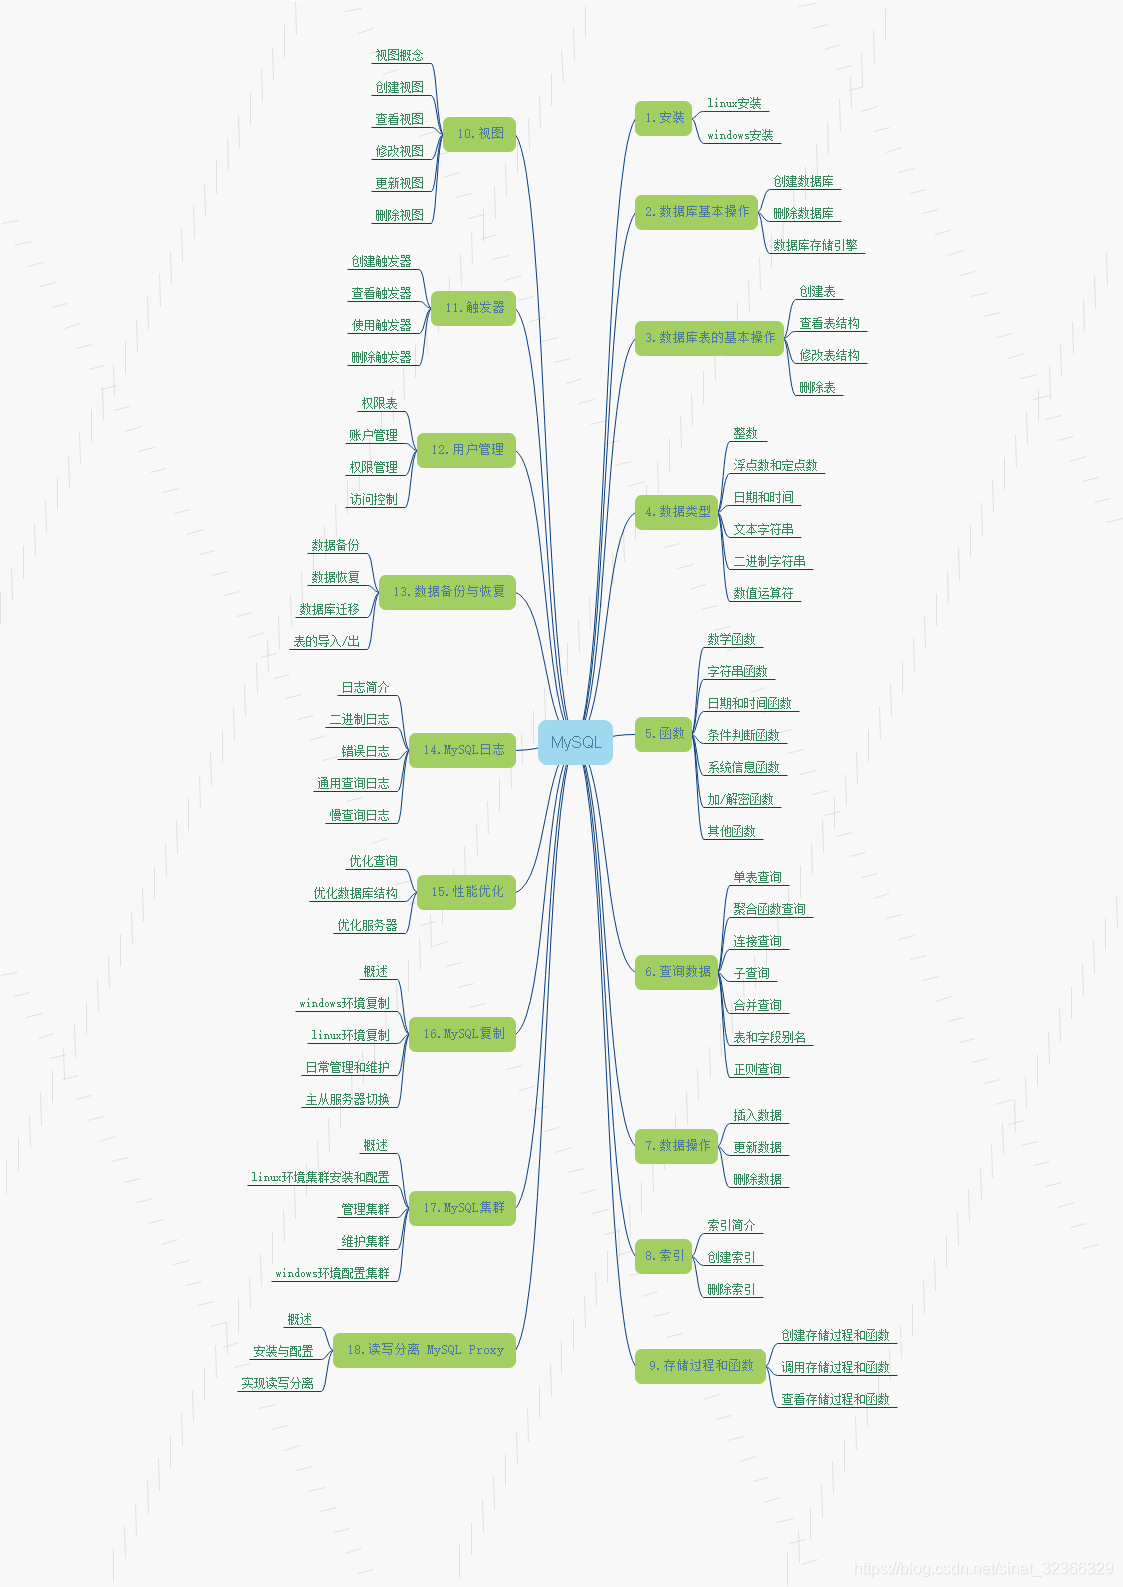 MySQL
1.安装
linux安装
windows安装
2.数据库基本操作
创建数据库
删除数据库
数据库存储引擎
3.数据库表的基本操作
创建表
查看表结构
修改表结构
删除表
4.数据类型
整数
浮点数和定点数
日期和时间
文本字符串
二进制字符串
数值运算符
5.函数
数学函数
字符串函数
日期和时间函数
条件判断函数
系统信息函数
加/解密函数
其他函数
6.查询数据
单表查询
聚合函数查询
连接查询
子查询
合并查询
表和字段别名
正则查询
7.数据操作
插入数据
更新数据
删除数据
8.索引
索引简介
创建索引
删除索引
9.存储过程和函数
创建存储过程和函数
调用存储过程和函数
查看存储过程和函数
10.视图
视图概念
创建视图
查看视图
修改视图
更新视图
删除视图
11.触发器
创建触发器
查看触发器
使用触发器
删除触发器
12.用户管理
权限表
账户管理
权限管理
访问控制
13.数据备份与恢复
数据备份
数据恢复
数据库迁移
表的导入/出
14.MySQL日志
日志简介
二进制日志
错误日志
通用查询日志
慢查询日志
15.性能优化
优化查询
优化数据库结构
优化服务器
16.MySQL复制
概述
windows环境复制
linux环境复制
日常管理和维护
主从服务器切换
17.MySQL集群
概述
linux环境集群安装和配置
管理集群
维护集群
windows环境配置集群
18.读写分离 MySQL Proxy
概述
安装与配置
实现读写分离
https://blog.csdn.net/sinat_32366329